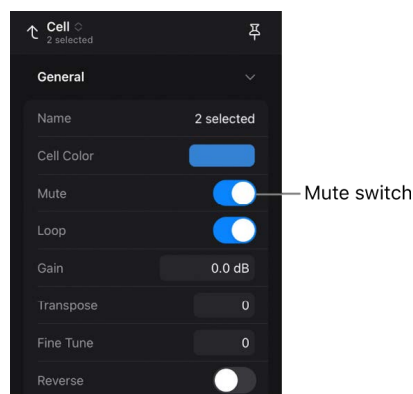 Cell
2 selected
General
Name 2 selected
Cell Color
Mute
Mute switch
Loop
Gain 0.0 dB
Transpose 0
Fine Tune 0
Reverse